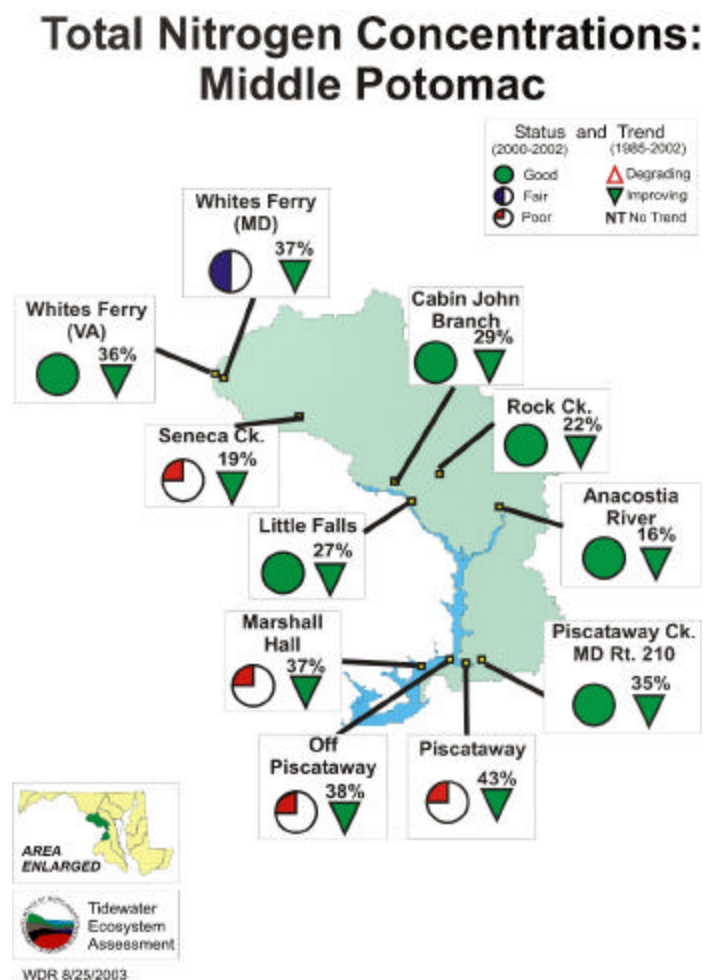 Total Nitrogen Concentrations:
Middle Potomac
Status and Trend
(2000-2002) (1985-2002)
Good Degrading
Fair Improving
Poor NT No Trend
Whites Ferry
(MD)
37%
Whites Ferry
(VA)
36%
Cabin John
Branch
29%
Rock Ck.
22%
Seneca Ck.
19%
Anacostia
River
16%
Little Falls
27%
Marshall
Hall
37%
Piscataway Ck.
MD Rt. 210
35%
Off
Piscataway
38%
Piscataway
43%
AREA
ENLARGED
Tidewater
Ecosystem
Assessment
WDR 8/25/2003